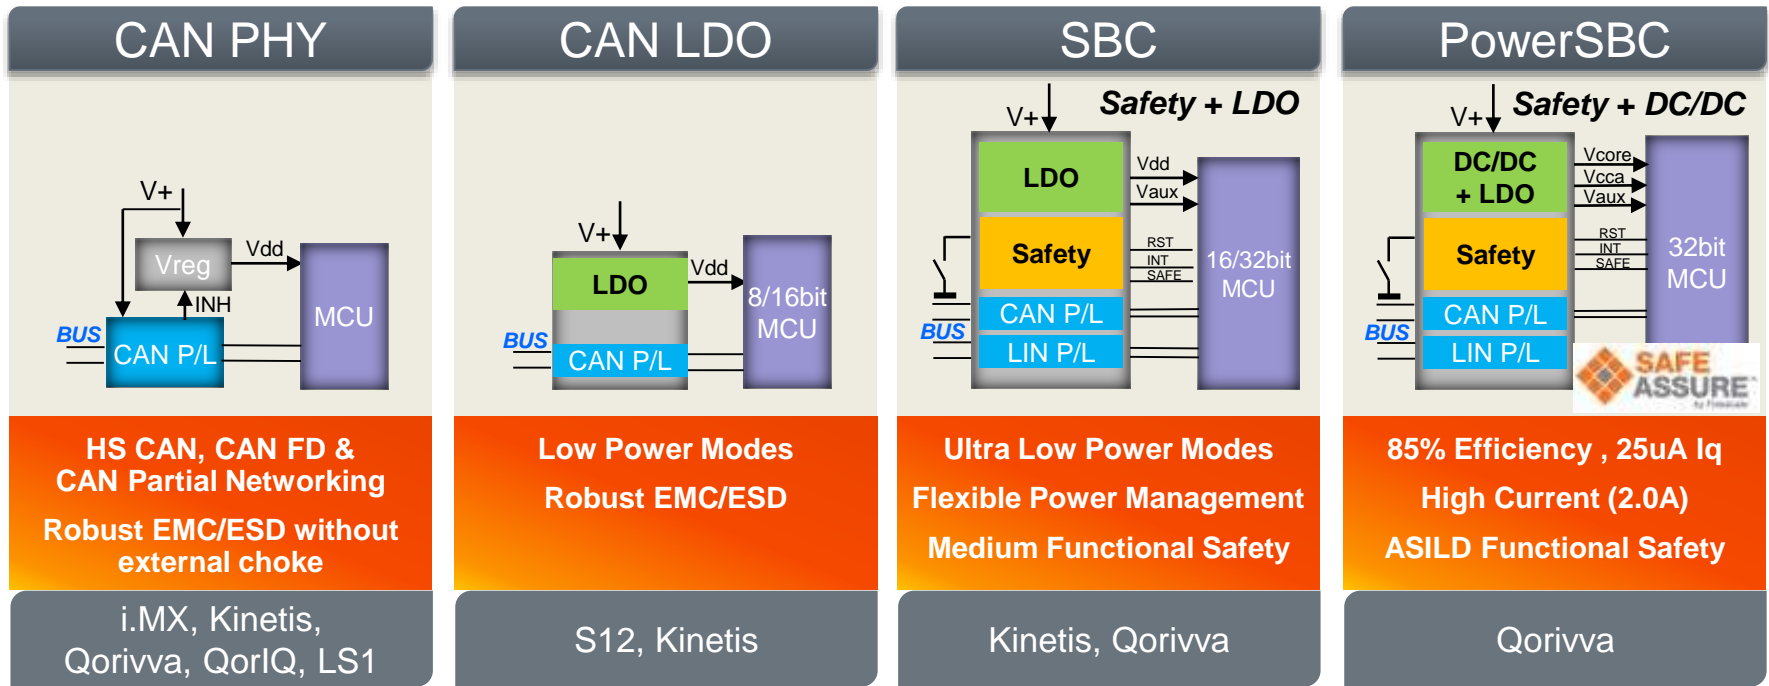 CAN PHY
V+
Vreg
Vdd
INH
MCU
BUS
CAN P/L
HS CAN, CAN FD &
CAN Partial Networking
Robust EMC/ESD without
external choke
i.MX, Kinetis,
Qorivva, QorIQ, LS1
CAN LDO
V+
LDO
Vdd
8/16bit
MCU
BUS
CAN P/L
Low Power Modes
Robust EMC/ESD
S12, Kinetis
SBC
Safety + LDO
V+
LDO
Vdd
Vaux
Safety
RST
INT
SAFE
16/32bit
MCU
CAN P/L
BUS
LIN P/L
Ultra Low Power Modes
Flexible Power Management
Medium Functional Safety
Kinetis, Qorivva
PowerSBC
Safety + DC/DC
V+
DC/DC
+ LDO
Vcore
Vcca
Vaux
Safety
RST
INT
SAFE
32bit
MCU
CAN P/L
BUS
LIN P/L
SAFE
ASSURE
by Freescale
85% Efficiency , 25uA Iq
High Current (2.0A)
ASILD Functional Safety
Qorivva